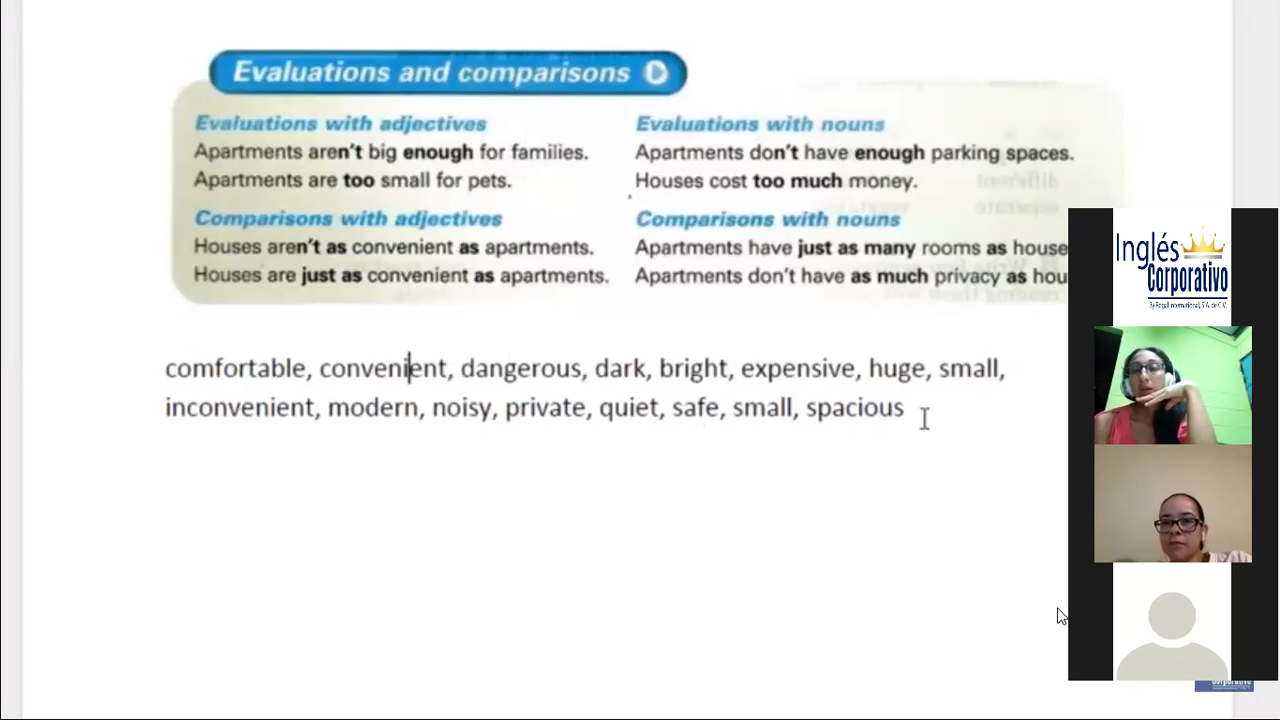 Evaluations and comparisons
Evaluations with adjectives
Apartments aren't big enough for families.
Apartments are too small for pets.
Comparisons with adjectives
Houses aren't as convenient as apartments.
Houses are just as convenient as apartments.
Evaluations with nouns
Apartments don't have enough parking spaces.
Houses cost too much money.
Comparisons with nouns
Apartments have just as many rooms as house
Apartments don't have as much privacy as hou
comfortable, convenient, dangerous, dark, bright, expensive, huge, small,
inconvenient, modern, noisy, private, quiet, safe, small, spacious
Inglés
Corporativo